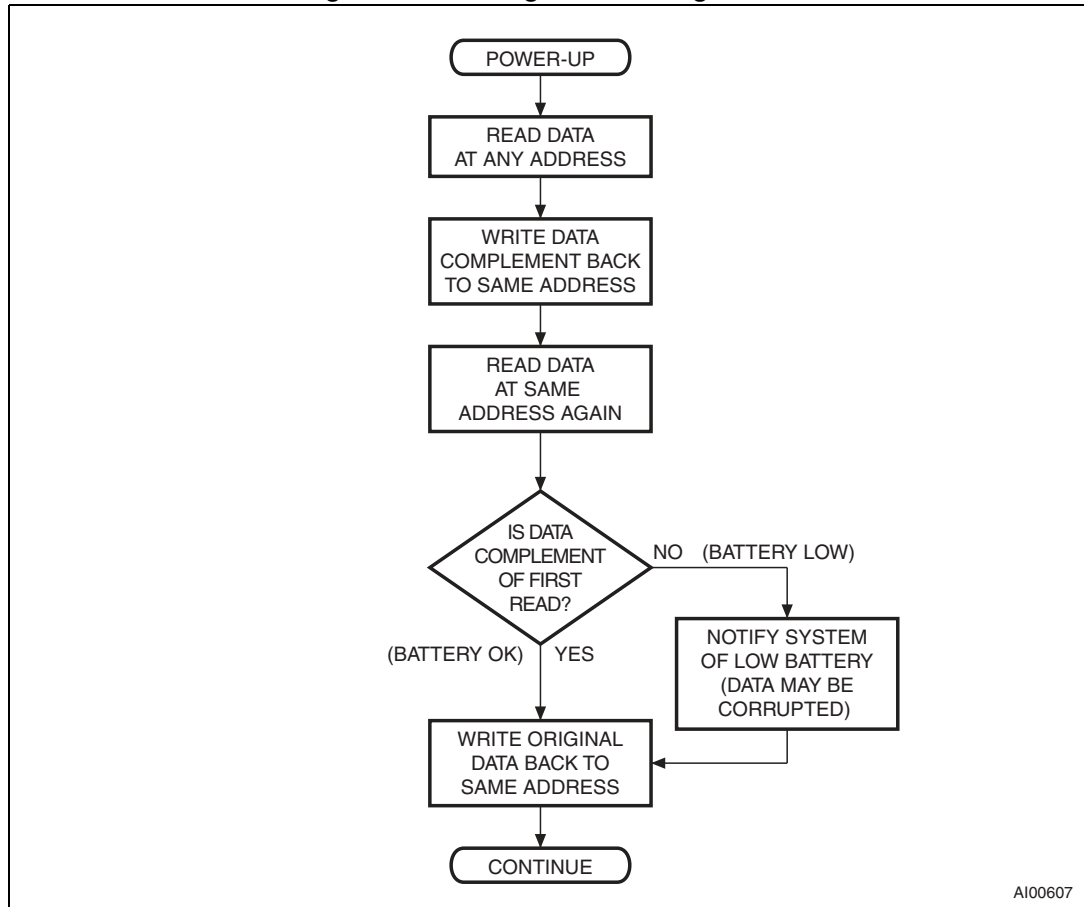 POWER-UP
READ DATA
AT ANY ADDRESS
WRITE DATA
COMPLEMENT BACK
TO SAME ADDRESS
READ DATA
AT SAME
ADDRESS AGAIN
IS DATA
COMPLEMENT
OF FIRST
READ?
NO (BATTERY LOW)
NOTIFY SYSTEM
OF LOW BATTERY
(DATA MAY BE
CORRUPTED)
(BATTERY OK) YES
WRITE ORIGINAL
DATA BACK TO
SAME ADDRESS
CONTINUE
AI00607